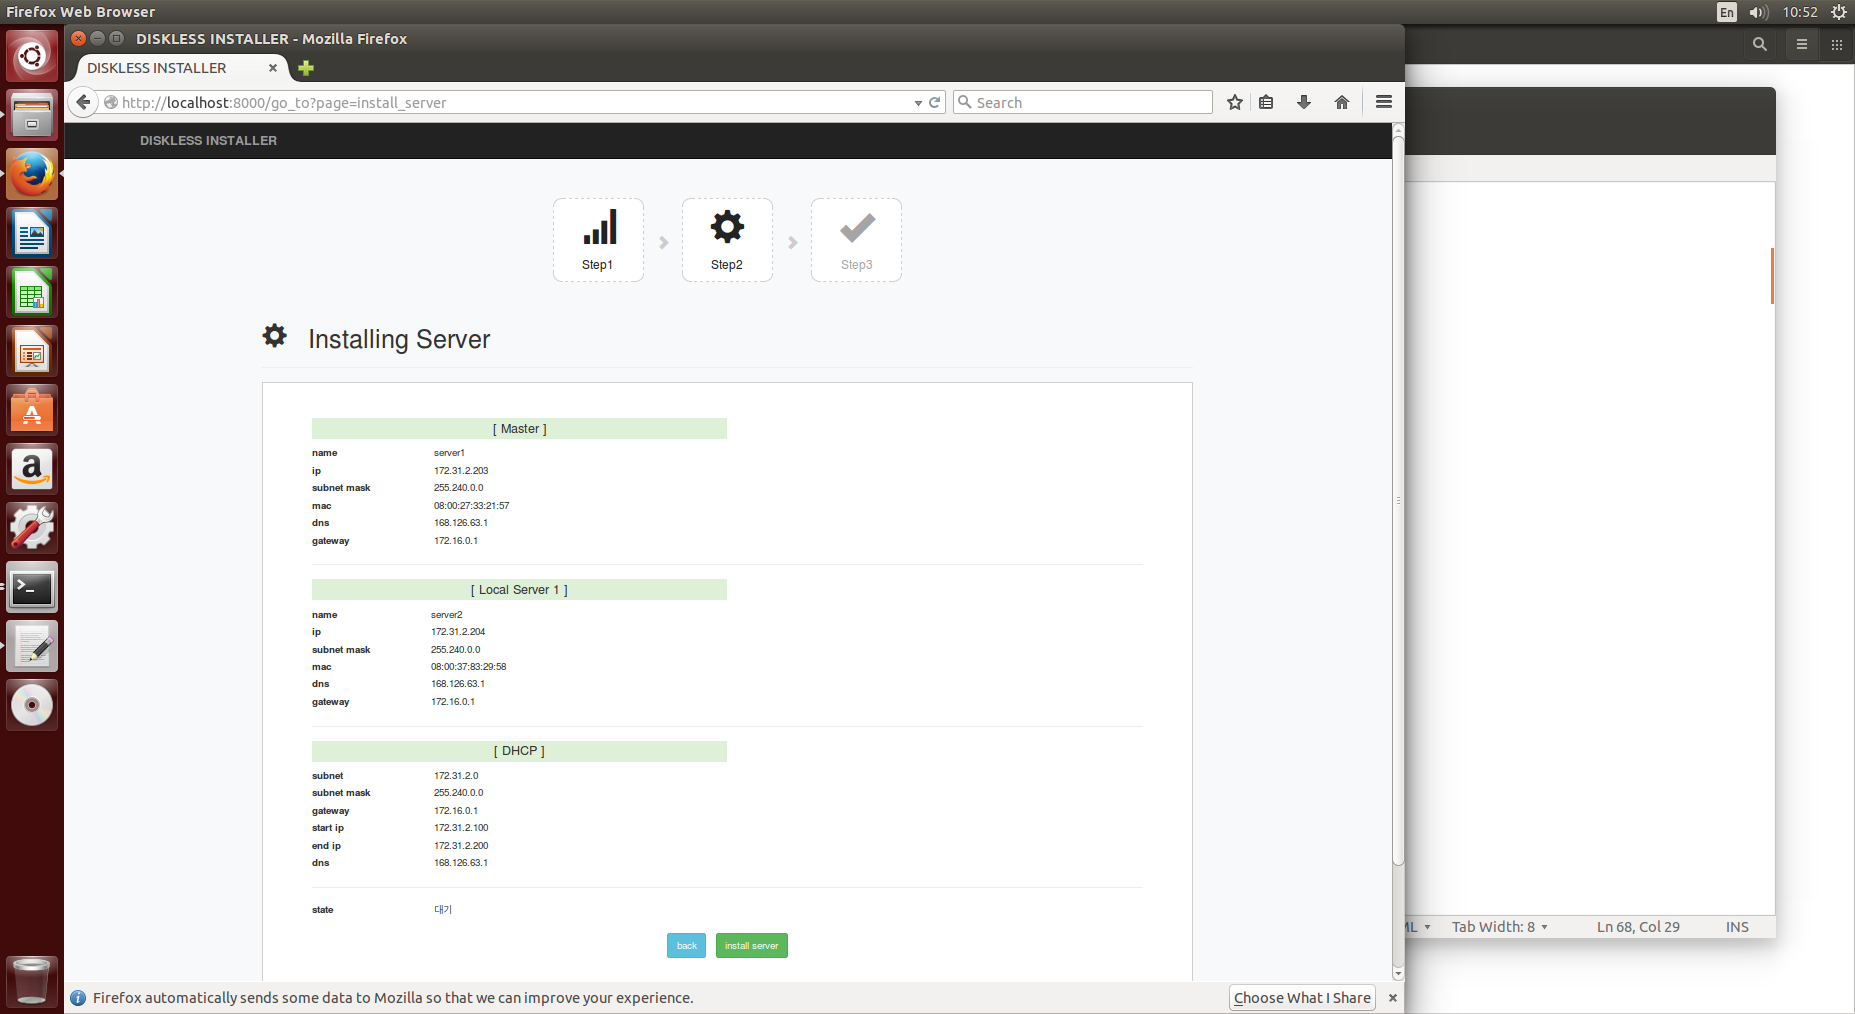 Firefox Web Browser
En
10:52
DISKLESS INSTALLER - Mozilla Firefox
DISKLESS INSTALLER
http://localhost:8000/go_to?page=install_server
Search
DISKLESS INSTALLER
Step1
Step2
Step3
Installing Server
[ Master ]
name server1
ip 172.31.2.203
subnet mask 255.240.0.0
mac 08:00:27:33:21:57
dns 168.126.63.1
gateway 172.16.0.1
[ Local Server 1 ]
name server2
ip 172.31.2.204
subnet mask 255.240.0.0
mac 08:00:37:83:29:58
dns 168.126.63.1
gateway 172.16.0.1
[ DHCP ]
subnet 172.31.2.0
subnet mask 255.240.0.0
gateway 172.16.0.1
start ip 172.31.2.100
end ip 172.31.2.200
dns 168.126.63.1
state 대기
back install server
ML Tab Width: 8 Ln 68, Col 29 INS
Firefox automatically sends some data to Mozilla so that we can improve your experience.
Choose What I Share